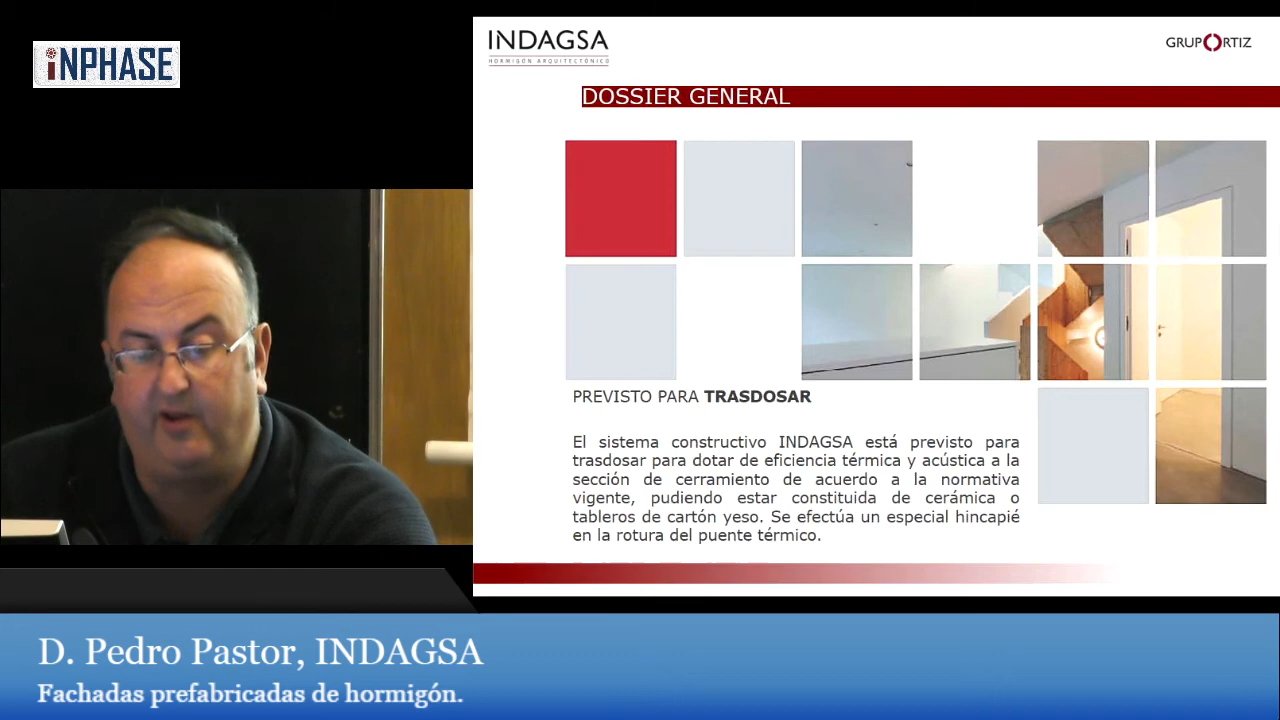 iNPHASE
INDAGSA
HORMIGÓN ARQUITECTÓNICO
GRUPORTIZ
DOSSIER GENERAL
PREVISTO PARA TRASDOSAR
El sistema constructivo INDAGSA está previsto para
trasdosar para dotar de eficiencia térmica y acústica a la
sección de cerramiento de acuerdo a la normativa
vigente, pudiendo estar constituida de cerámica o
tableros de cartón yeso. Se efectúa un especial hincapié
en la rotura del puente térmico.
D. Pedro Pastor, INDAGSA
Fachadas prefabricadas de hormigón.